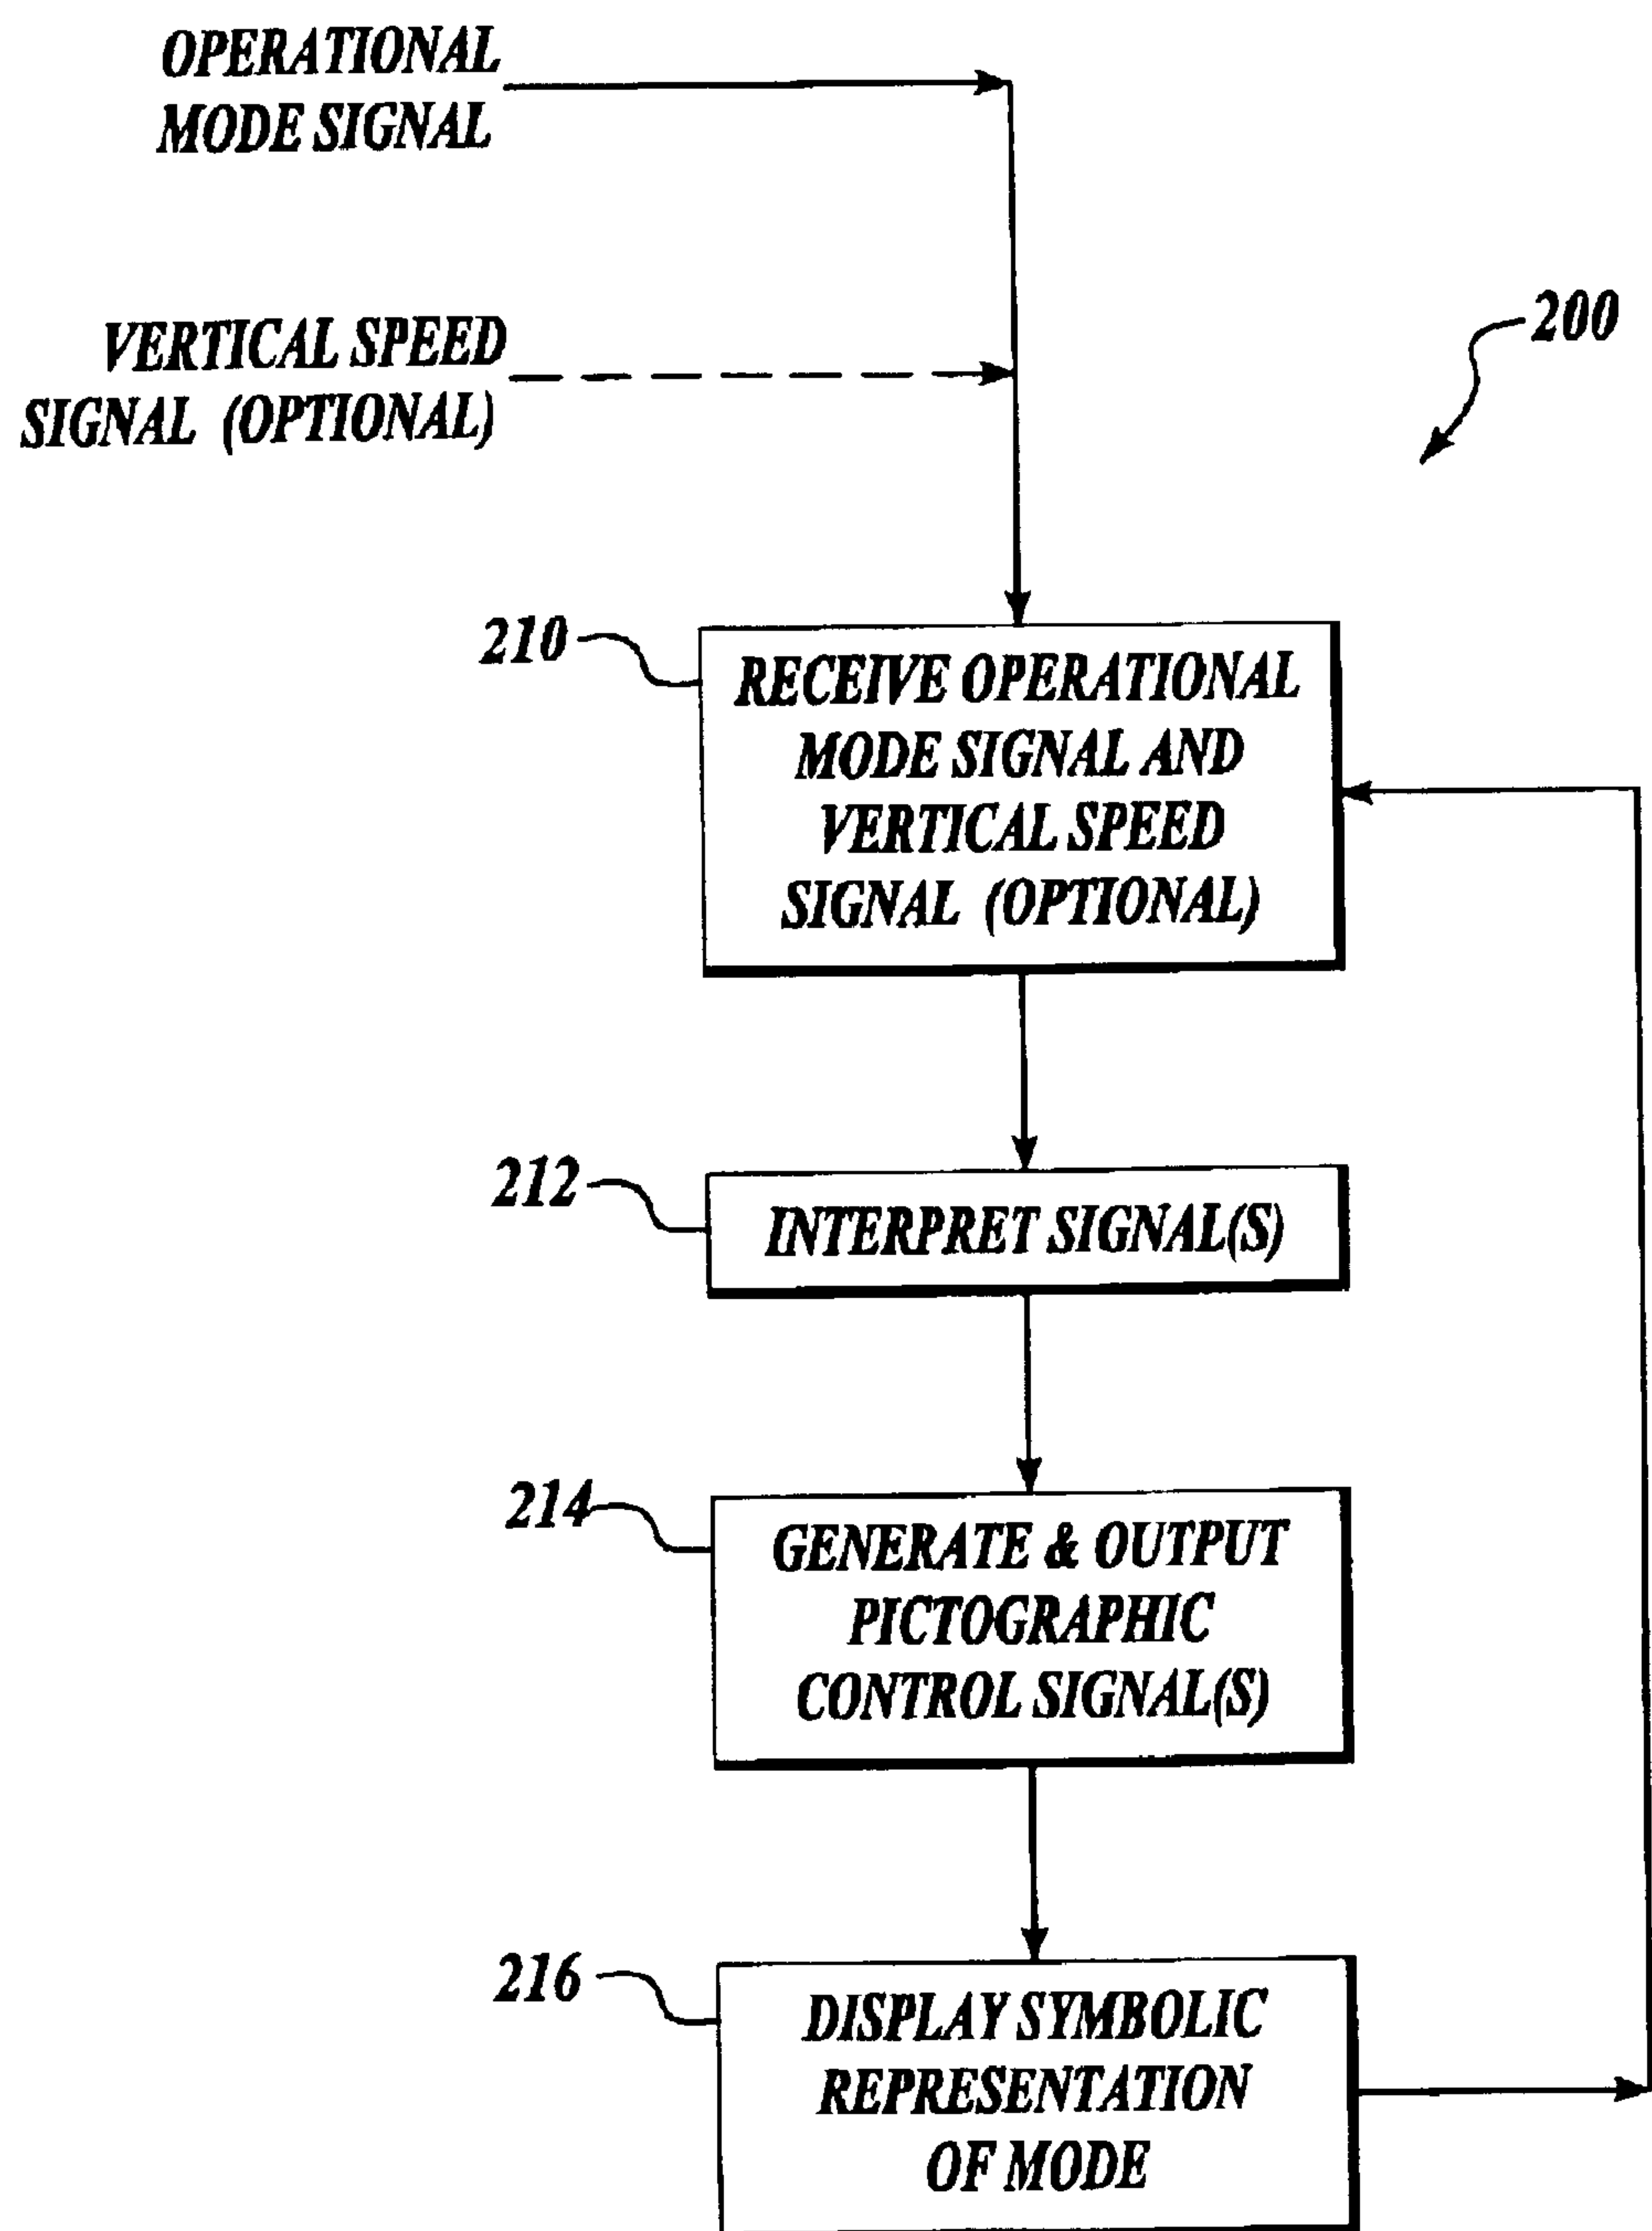 OPERATIONAL
MODE SIGNAL
VERTICAL SPEED
SIGNAL (OPTIONAL)
200
210
RECEIVE OPERATIONAL
MODE SIGNAL AND
VERTICAL SPEED
SIGNAL (OPTIONAL)
212
INTERPRET SIGNAL(S)
214
GENERATE & OUTPUT
PICTOGRAPHIC
CONTROL SIGNAL(S)
216
DISPLAY SYMBOLIC
REPRESENTATION
OF MODE